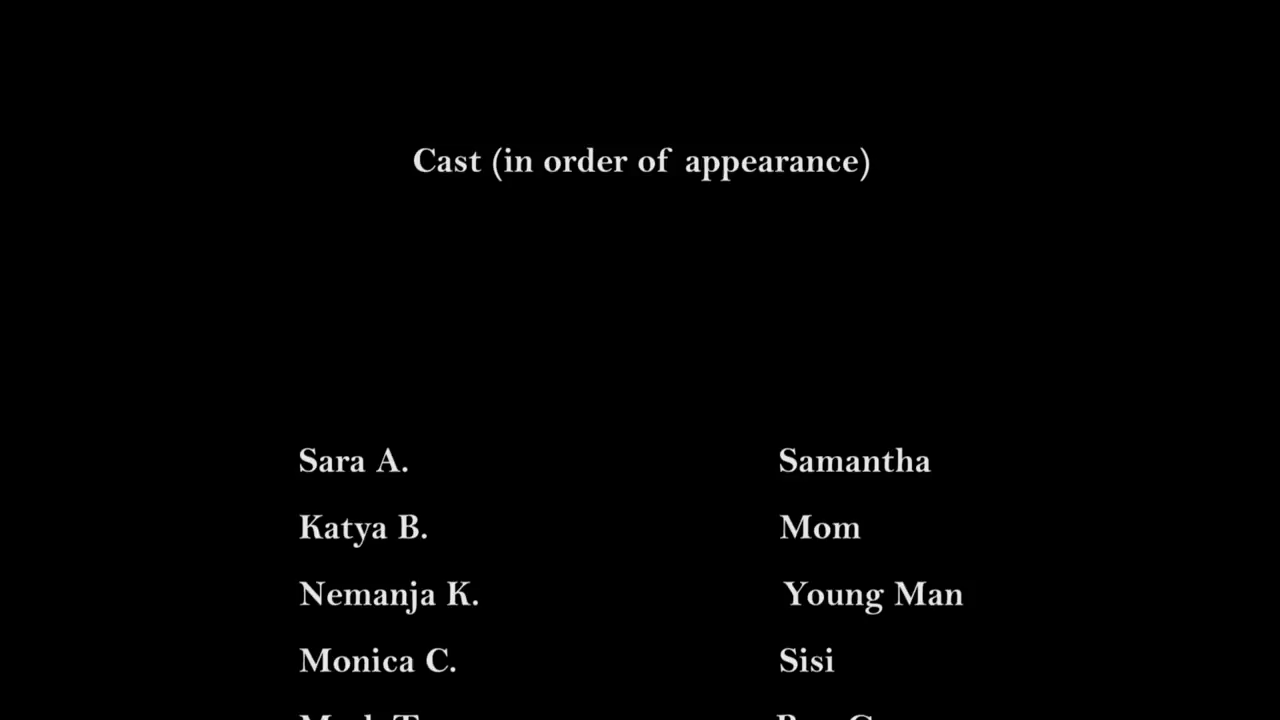 Cast (in order of appearance)
Sara A. Samantha
Katya B. Mom
Nemanja K. Young Man
Monica C. Sisi